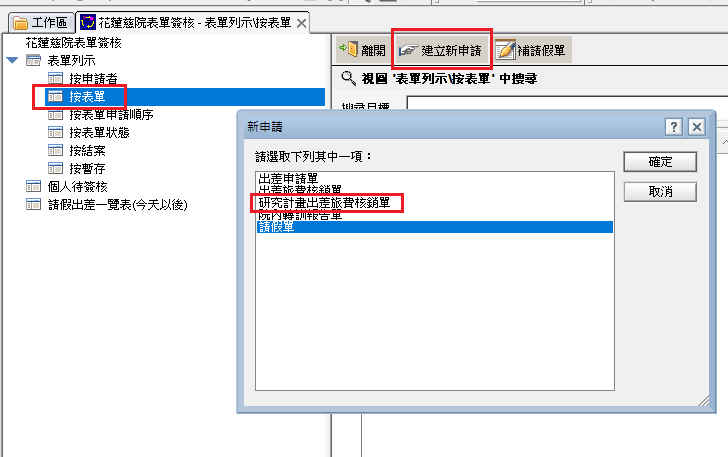 工作區
花蓮慈院表單簽核 - 表單列示\按表單
花蓮慈院表單簽核
表單列示
按申請者
按表單
按表單申請順序
按表單狀態
按結案
按暫存
個人待簽核
請假出差一覽表(今天以後)
離開
建立新申請
補請假單
視圖 '表單列示\按表單' 中搜尋
搜尋目標
新申請
請選取下列其中一項：
出差申請單
出差旅費核銷單
研究計畫出差旅費核銷單
院內轉訓報告單
請假單
確定
取消